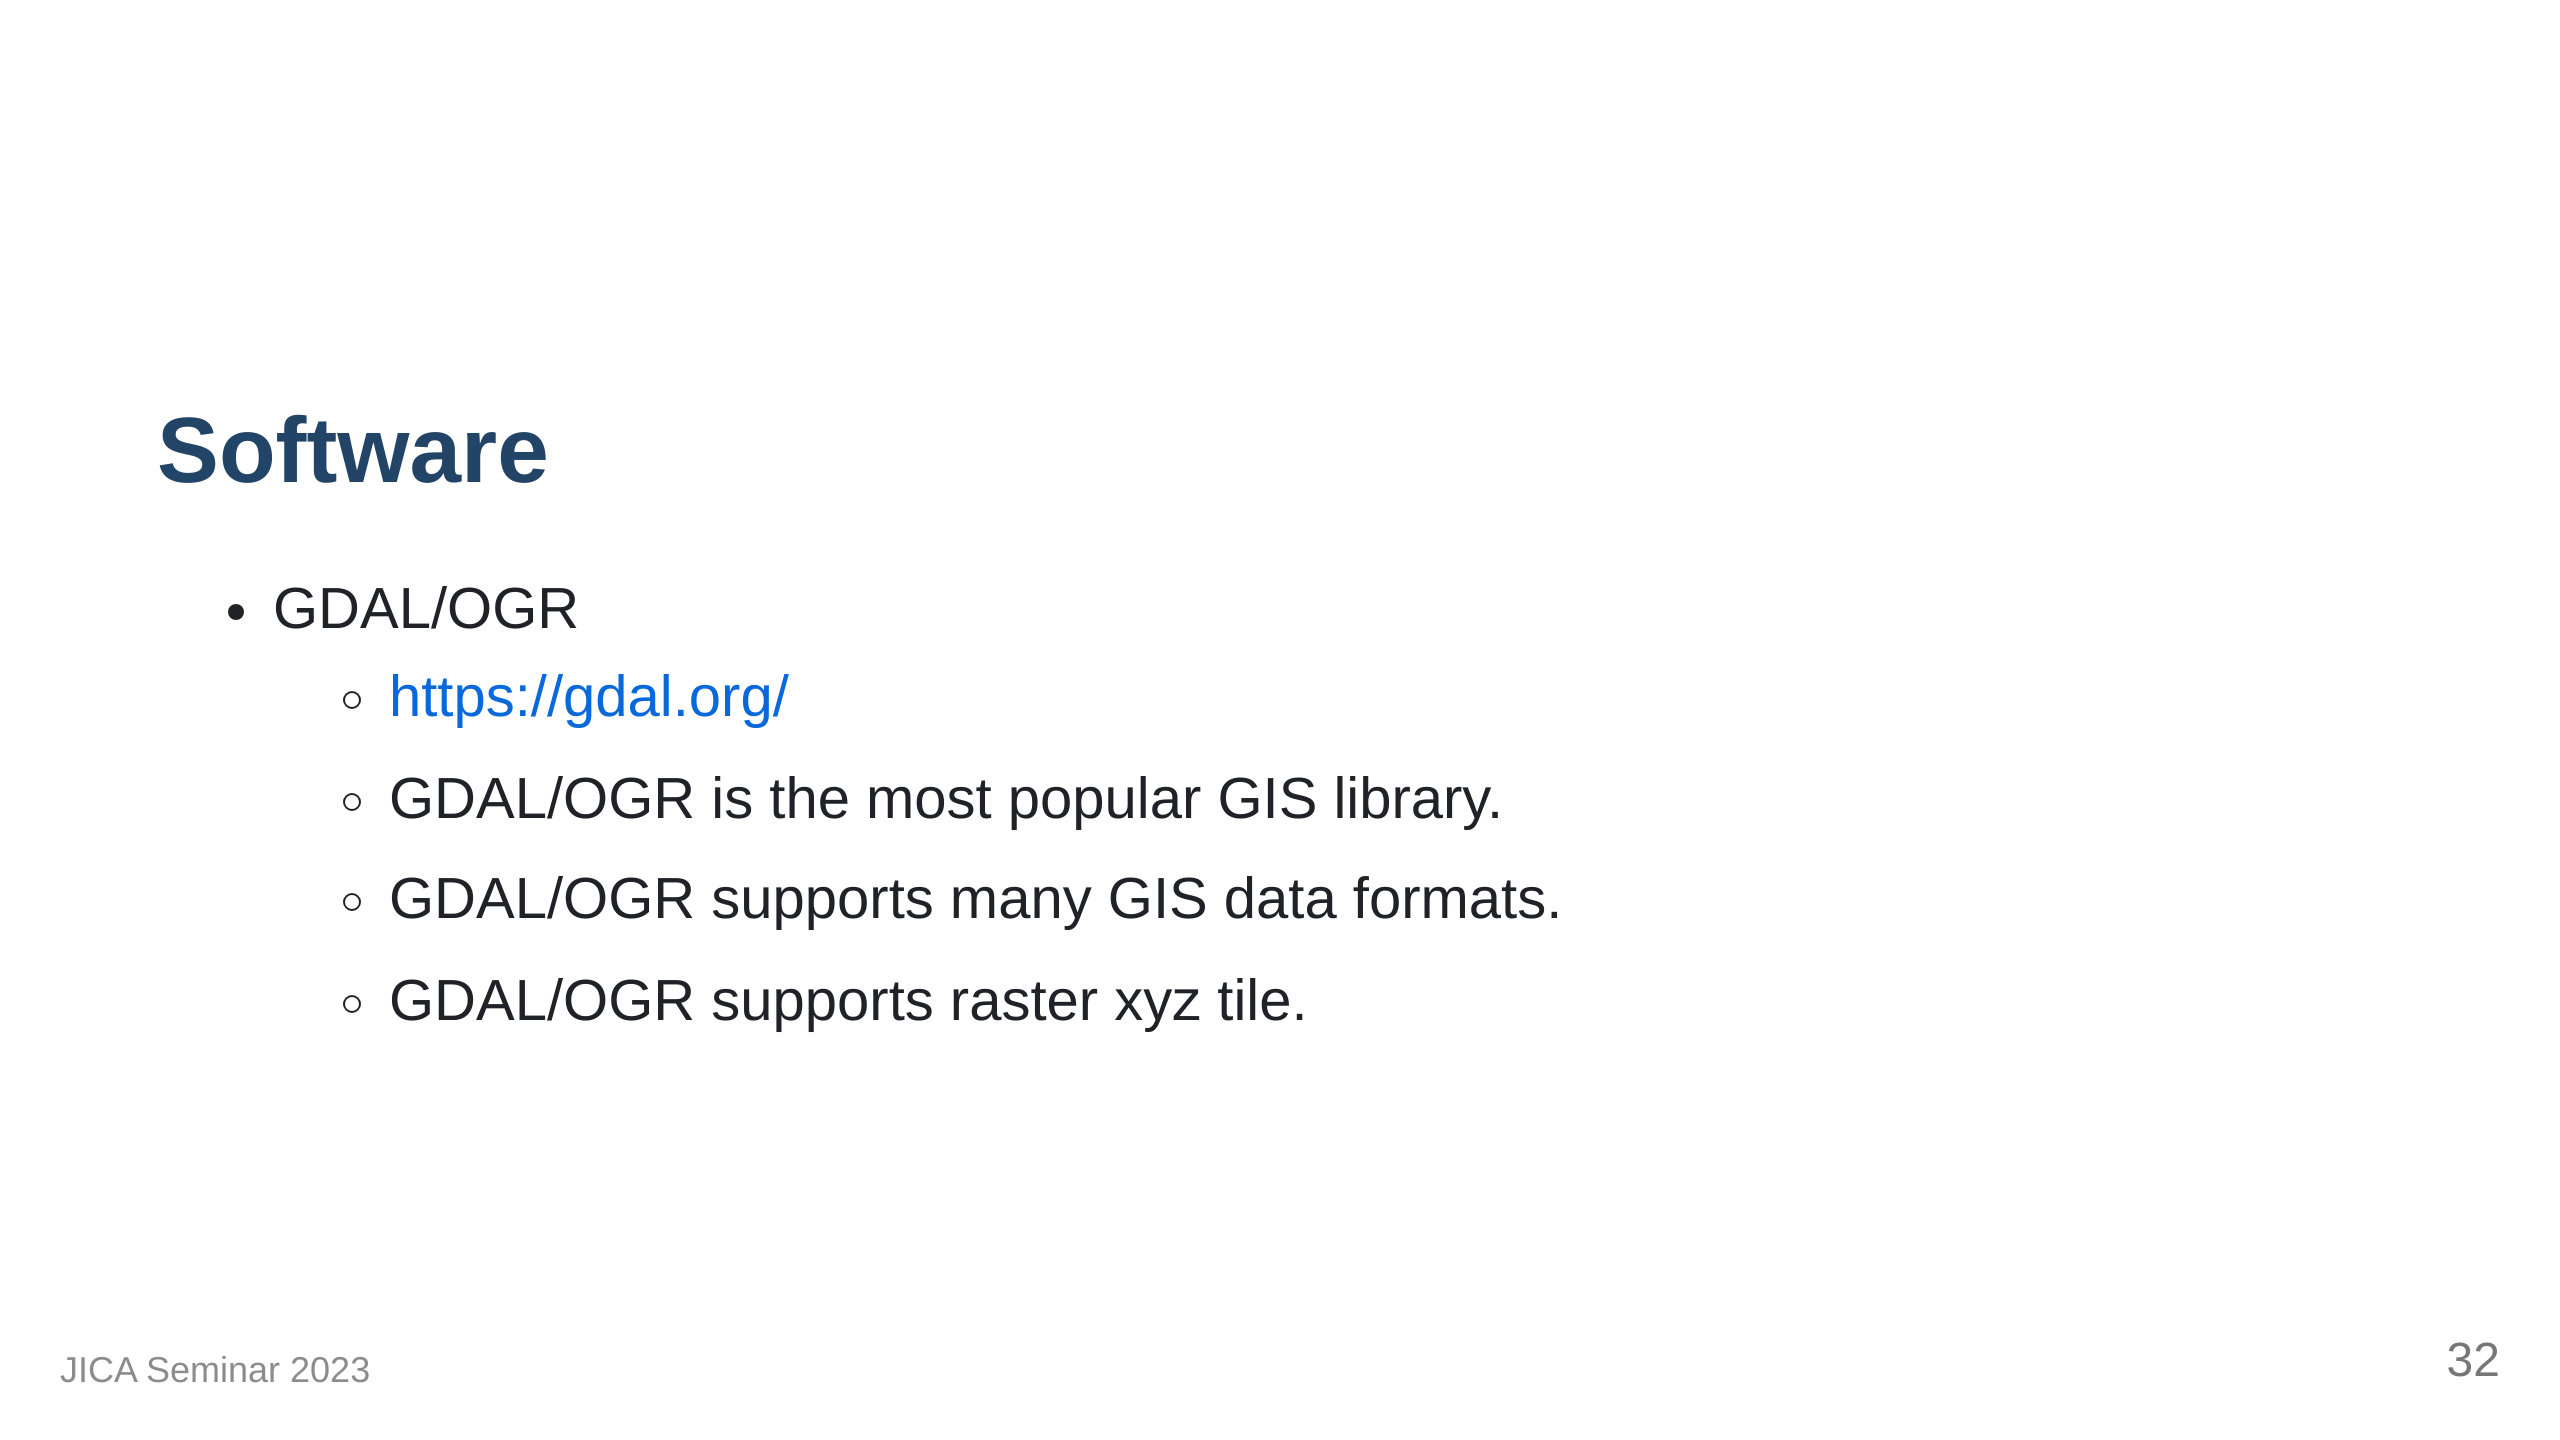 Software
GDAL/OGR
https://gdal.org/
GDAL/OGR is the most popular GIS library.
GDAL/OGR supports many GIS data formats.
GDAL/OGR supports raster xyz tile.
JICA Seminar 2023
32